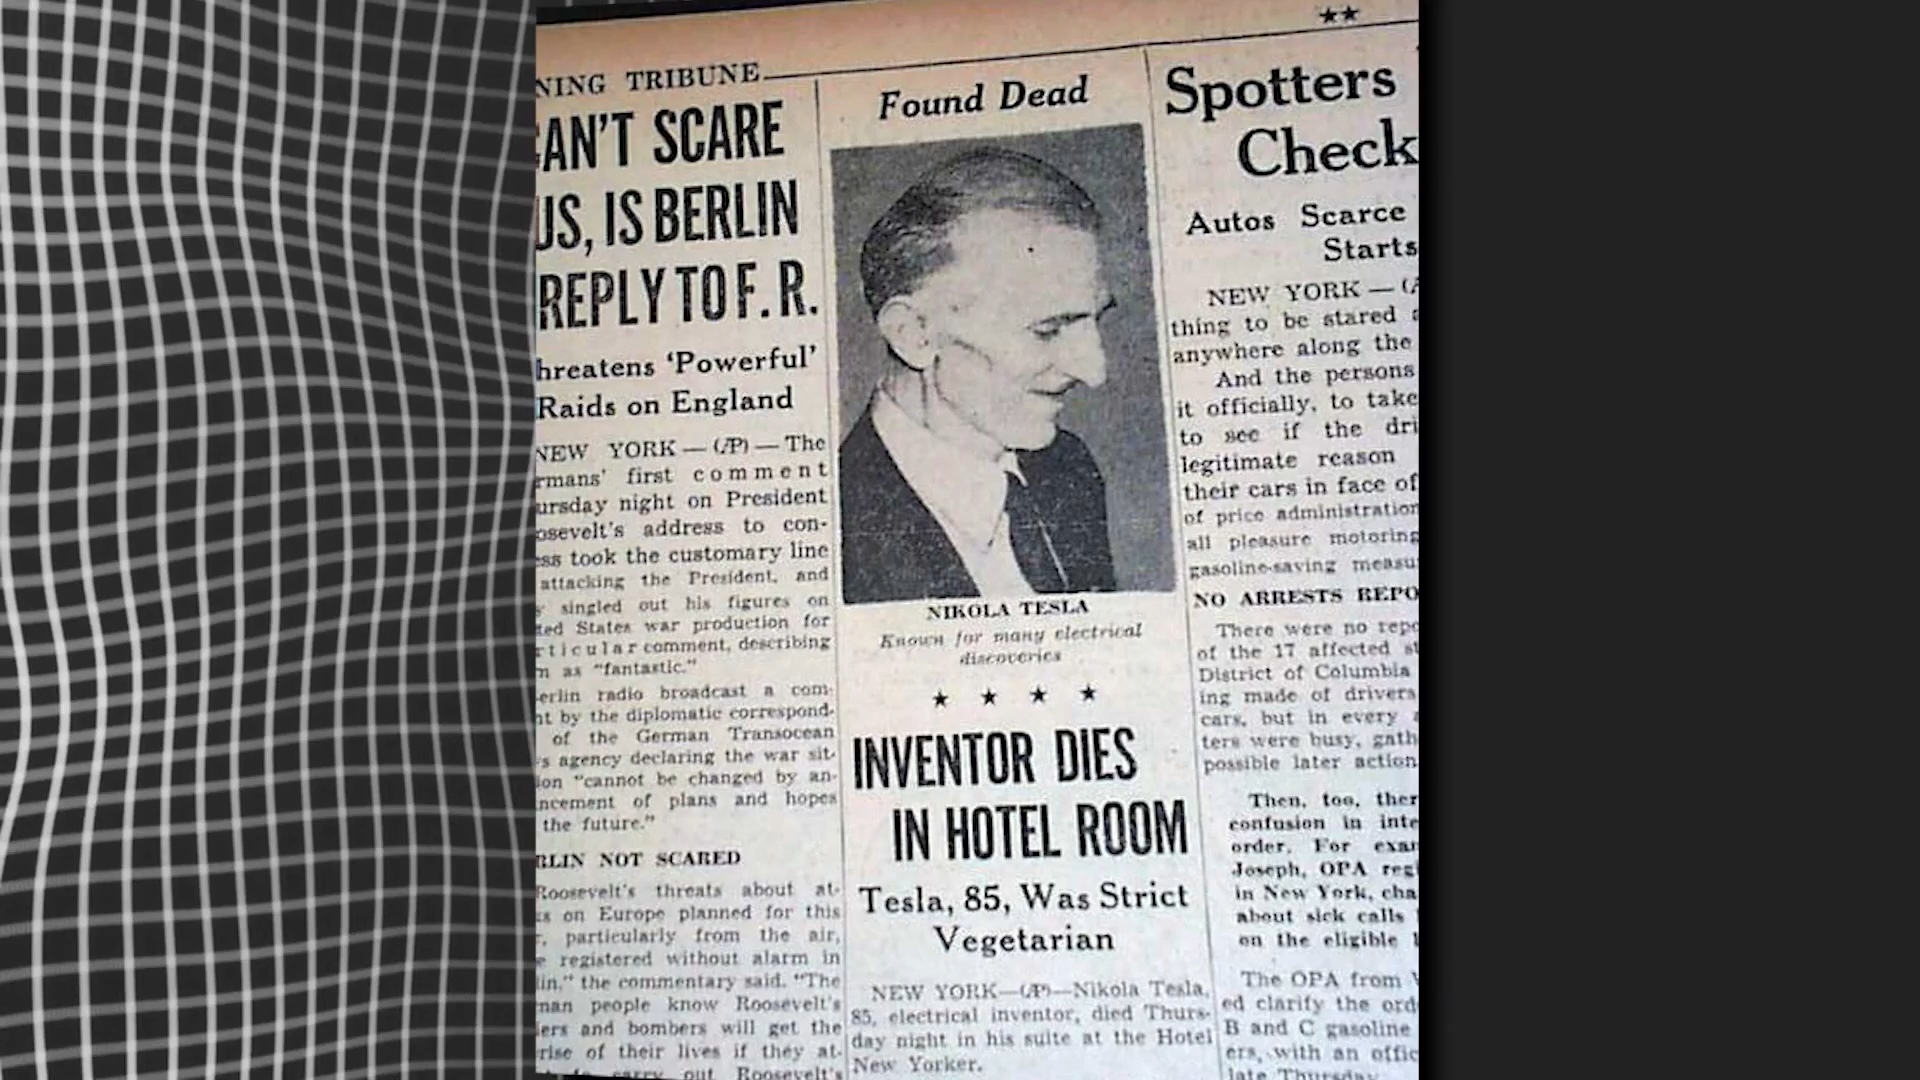 ★★
NING TRIBUNE
AN'T SCARE
US, IS BERLIN
REPLY TO F. R.
hreatens 'Powerful'
Raids on England
NEW YORK — (AP) — The
rmans' first comment
ursday night on President
osevelt's address to con-
ss took the customary line
attacking the President, and
singled out his figures on
ted States war production for
rticular comment, describing
m as "fantastic."
erlin radio broadcast a com-
nt by the diplomatic correspond-
of the German Transocean
s agency declaring the war sit-
ion "cannot be changed by an-
ncement of plans and hopes
the future."
RLIN NOT SCARED
Roosevelt's threats about at-
ks on Europe planned for this
r, particularly from the air,
e registered without alarm in
lin," the commentary said. "The
man people know Roosevelt's
iers and bombers will get the
rise of their lives if they at-
carry out Roosevelt's
Found Dead
NIKOLA TESLA
Known for many electrical
discoveries
★ ★ ★ ★
INVENTOR DIES
IN HOTEL ROOM
Tesla, 85, Was Strict
Vegetarian
NEW YORK—(AP)—Nikola Tesla,
85, electrical inventor, died Thurs-
day night in his suite at the Hotel
New Yorker.
Spotters
Check
Autos Scarce
Starts
NEW YORK — (A
thing to be stared a
anywhere along the
And the persons
it officially, to take
to see if the dri
legitimate reason
their cars in face of
of price administration
all pleasure motoring
gasoline-saving measu
NO ARRESTS REPO
There were no repo
of the 17 affected st
District of Columbia
ing made of drivers
cars, but in every a
ters were busy, gath
possible later action
Then, too, ther
confusion in inte
order. For exam
Joseph, OPA regi
in New York, cha
about sick calls
on the eligible l
The OPA from W
ed clarify the ord
B and C gasoline
ers, with an offic
late Thursday